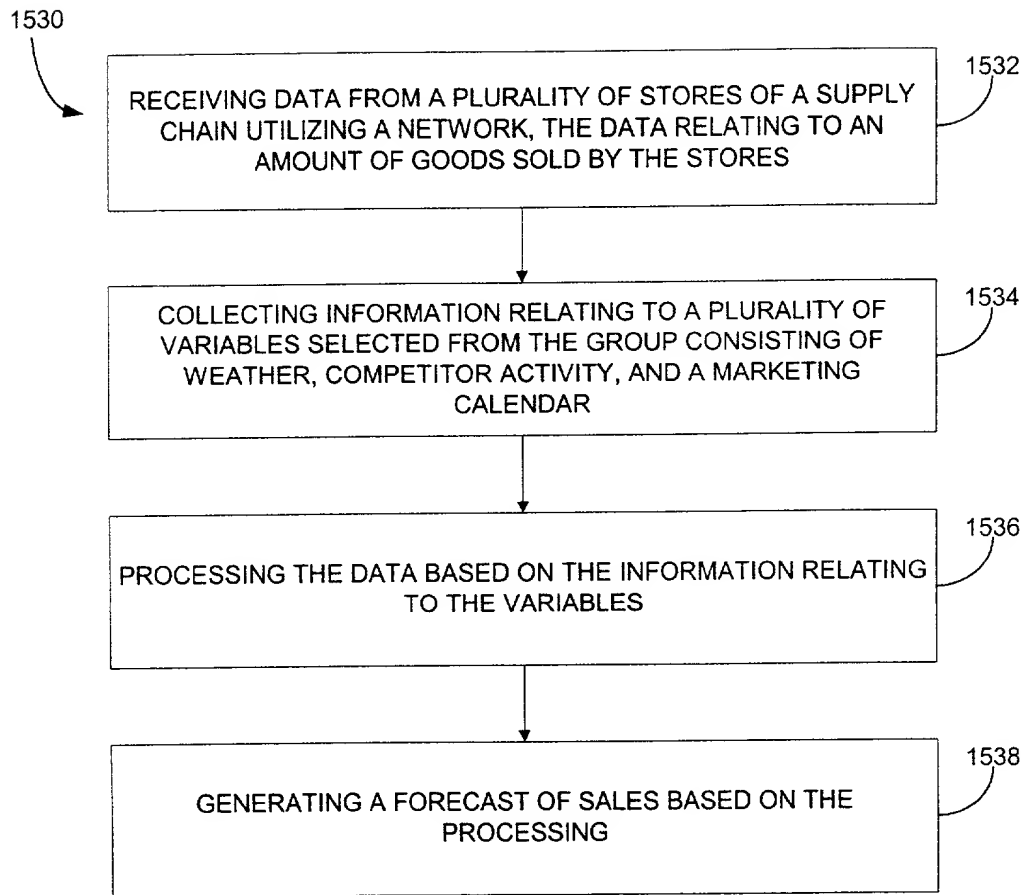 1530
1532
RECEIVING DATA FROM A PLURALITY OF STORES OF A SUPPLY
CHAIN UTILIZING A NETWORK, THE DATA RELATING TO AN
AMOUNT OF GOODS SOLD BY THE STORES
1534
COLLECTING INFORMATION RELATING TO A PLURALITY OF
VARIABLES SELECTED FROM THE GROUP CONSISTING OF
WEATHER, COMPETITOR ACTIVITY, AND A MARKETING
CALENDAR
1536
PROCESSING THE DATA BASED ON THE INFORMATION RELATING
TO THE VARIABLES
1538
GENERATING A FORECAST OF SALES BASED ON THE
PROCESSING